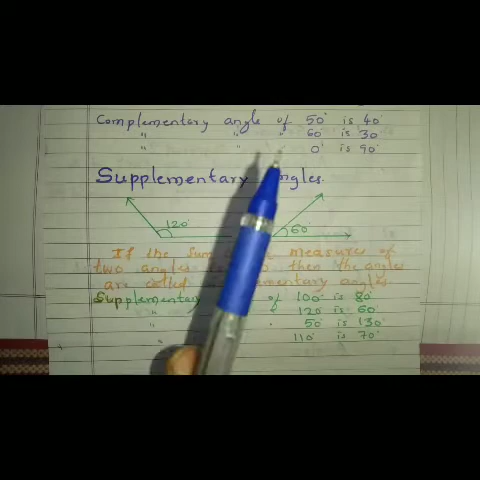 Complementary angle of 50° is 40°
" " " 60° is 30°
" " 0° is 90°
Supplementary Angles.
120° 60°
If the Sum measure of
two angles then the angles
are called mentary angles.
Supplementary of 100° is 80°
" " 120° is 60
" " 50° is 130°
" 110° is 70°